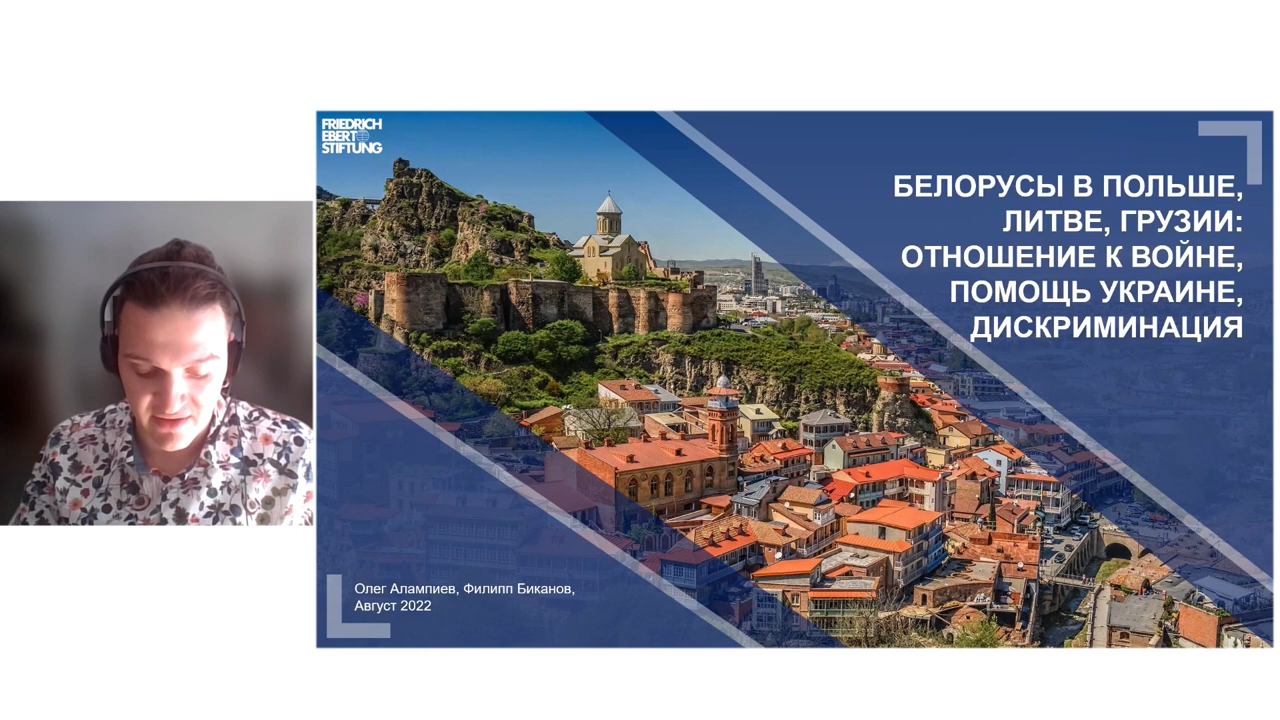 FRIEDRICH
EBERT
STIFTUNG
БЕЛОРУСЫ В ПОЛЬШЕ,
ЛИТВЕ, ГРУЗИИ:
ОТНОШЕНИЕ К ВОЙНЕ,
ПОМОЩЬ УКРАИНЕ,
ДИСКРИМИНАЦИЯ
Олег Алампиев, Филипп Биканов,
Август 2022